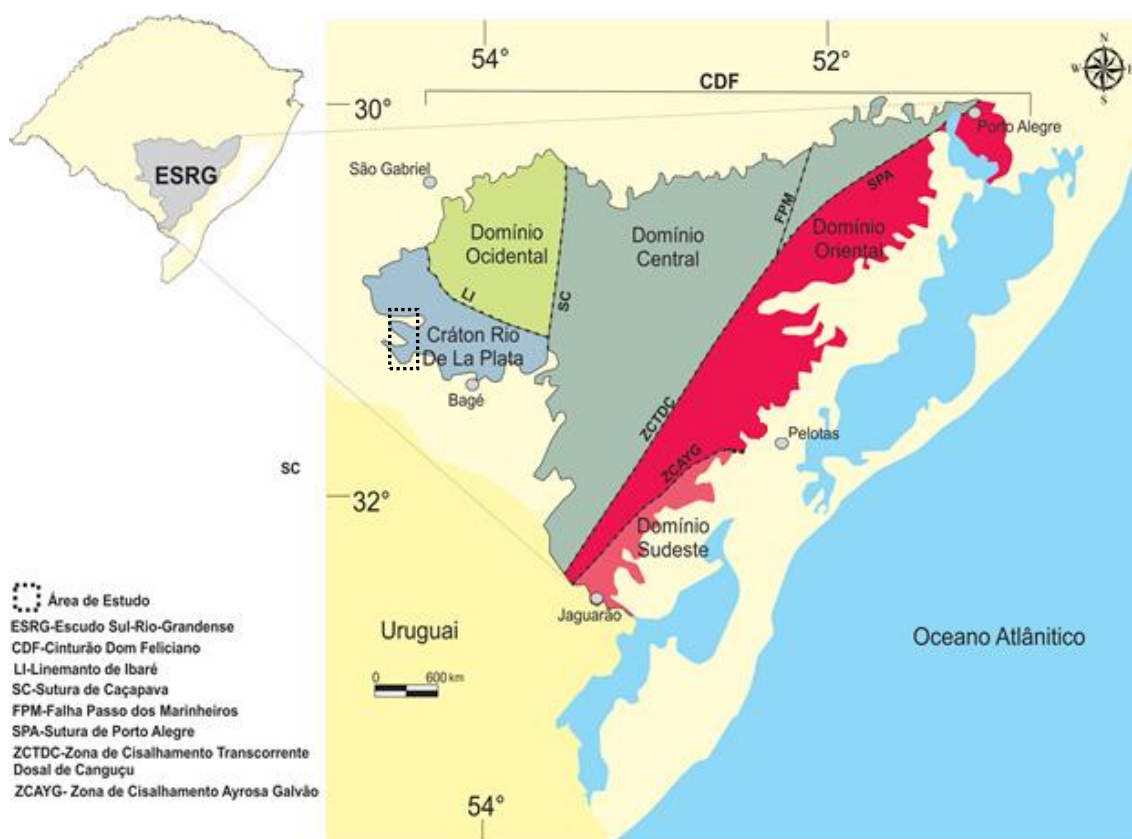 54°
52°
CDF
N
W
E
S
30°
Porto Alegre
São Gabriel
ESRG
SPA
FPM
Domínio
Ocidental
Domínio
Central
Domínio
Oriental
LI
SC
Cráton Rio
De La Plata
Bagé
ZCTDC
Pelotas
ZCAYG
SC
32°
Domínio
Sudeste
Jaguarão
Uruguai
Oceano Atlânitico
0 600 km
54°
Área de Estudo
ESRG-Escudo Sul-Rio-Grandense
CDF-Cinturão Dom Feliciano
LI-Linemanto de Ibaré
SC-Sutura de Caçapava
FPM-Falha Passo dos Marinheiros
SPA-Sutura de Porto Alegre
ZCTDC-Zona de Cisalhamento Transcorrente
Dosal de Canguçu
ZCAYG- Zona de Cisalhamento Ayrosa Galvão